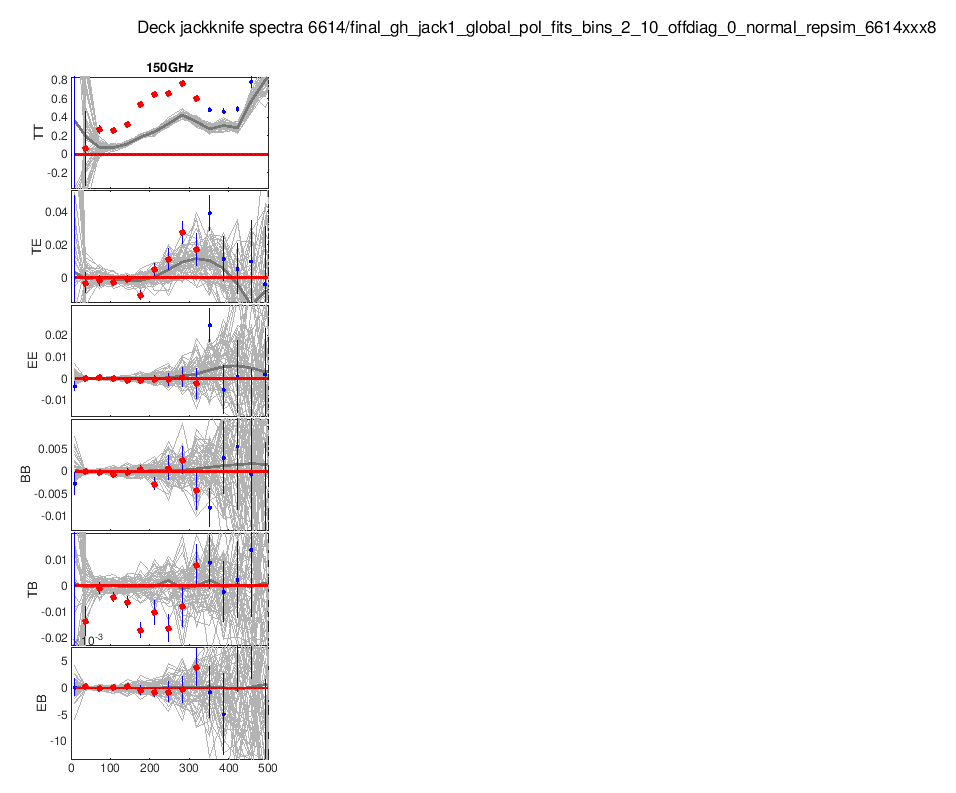 Deck jackknife spectra 6614/final_gh_jack1_global_pol_fits_bins_2_10_offdiag_0_normal_repsim_6614xxx8
150GHz
0.8
0.6
0.4
0.2
0
-0.2
TT
0.04
0.02
0
TE
0.02
0.01
0
-0.01
EE
0.005
0
-0.005
-0.01
BB
0.01
0
-0.01
-0.02
TB
10-3
5
0
-5
-10
EB
0 100 200 300 400 500